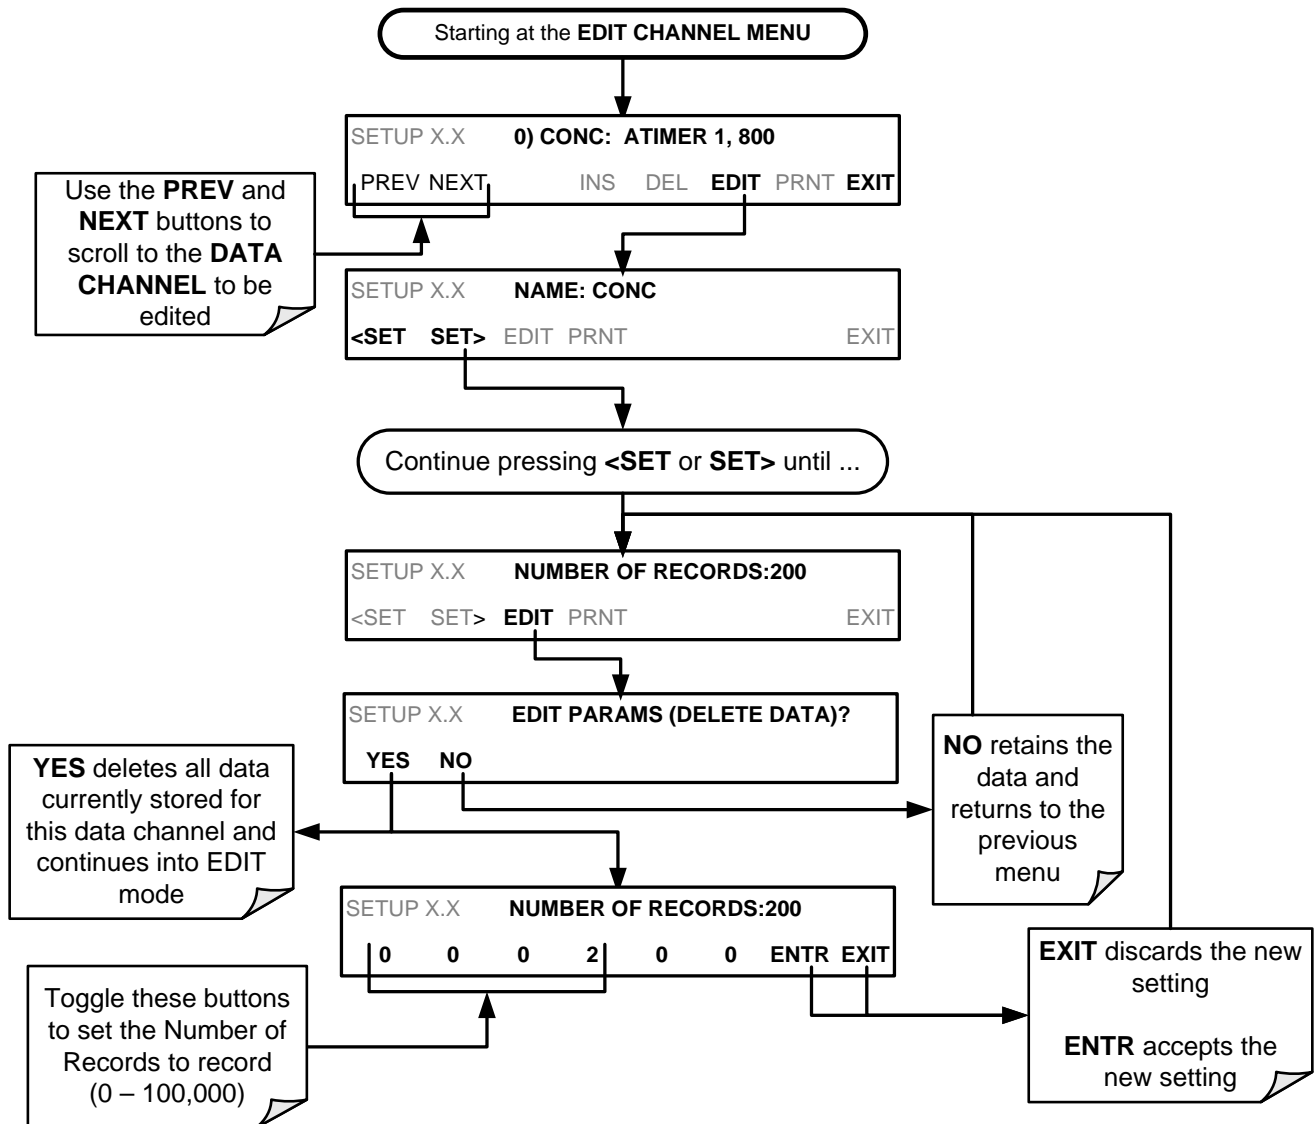 Starting at the EDIT CHANNEL MENU
SETUP X.X 0) CONC: ATIMER 1, 800
PREV NEXT INS DEL EDIT PRNT EXIT
Use the PREV and
NEXT buttons to
scroll to the DATA
CHANNEL to be
edited
SETUP X.X NAME: CONC
<SET SET> EDIT PRNT EXIT
Continue pressing <SET or SET> until ...
SETUP X.X NUMBER OF RECORDS:200
<SET SET> EDIT PRNT EXIT
SETUP X.X EDIT PARAMS (DELETE DATA)?
YES NO
NO retains the
data and
returns to the
previous
menu
YES deletes all data
currently stored for
this data channel and
continues into EDIT
mode
SETUP X.X NUMBER OF RECORDS:200
0 0 0 2 0 0 ENTR EXIT
EXIT discards the new
setting
ENTR accepts the
new setting
Toggle these buttons
to set the Number of
Records to record
(0 – 100,000)